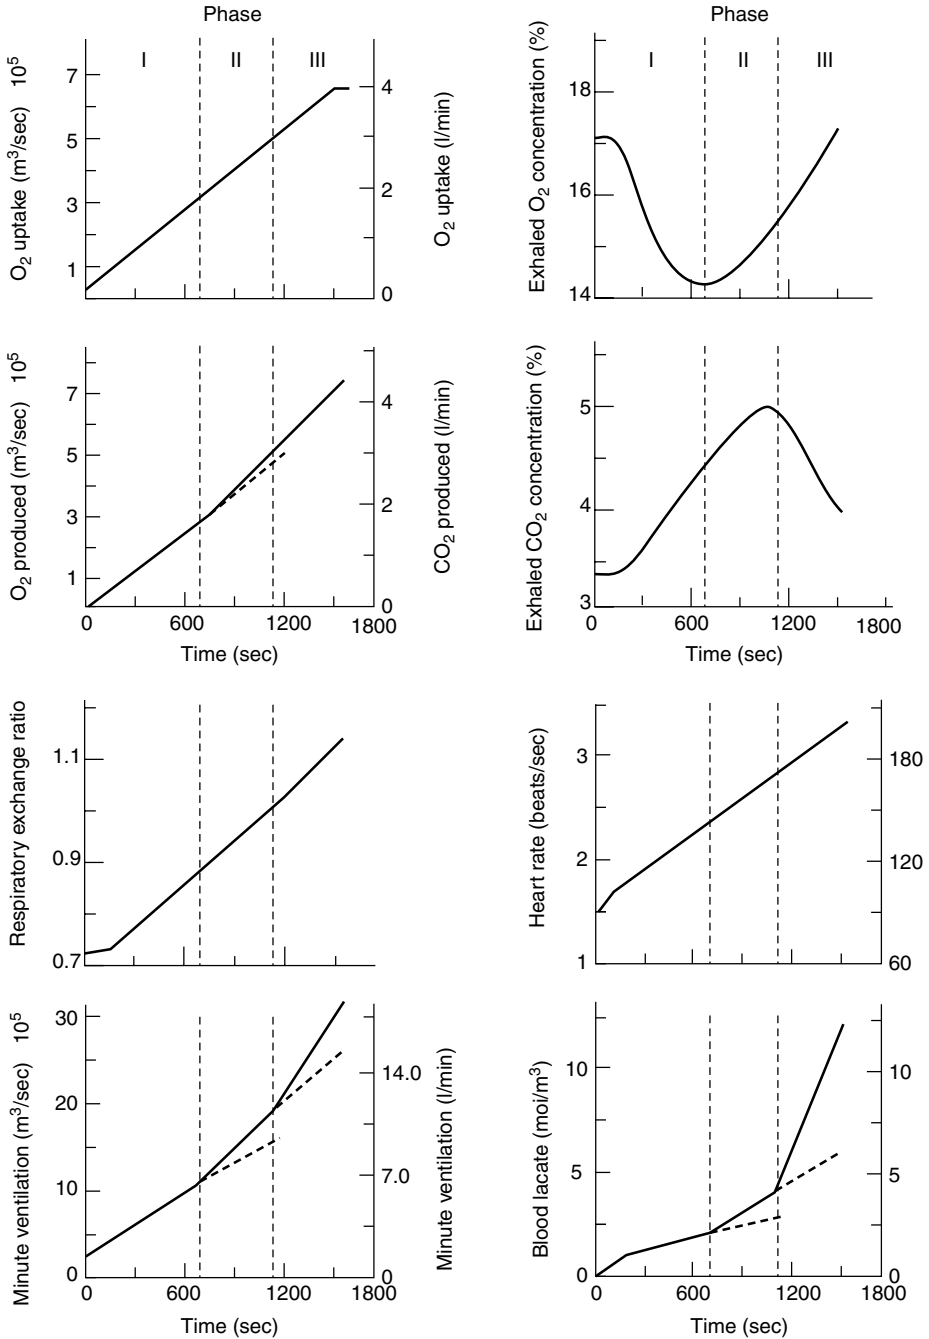 Phase
I II III
O2 uptake (m3/sec) 10^5
7
5
3
1
O2 uptake (l/min)
4
2
0
Phase
I II III
Exhaled O2 concentration (%)
18
16
14
O2 produced (m3/sec) 10^5
7
5
3
1
CO2 produced (l/min)
4
2
0
0 600 1200 1800
Time (sec)
Exhaled CO2 concentration (%)
5
4
3
0 600 1200 1800
Time (sec)
Respiratory exchange ratio
1.1
0.9
0.7
Heart rate (beats/sec)
3
2
1
180
120
60
Minute ventilation (m3/sec) 10^5
30
20
10
0
Minute ventilation (l/min)
14.0
7.0
0
0 600 1200 1800
Time (sec)
Blood lacate (moi/m3)
10
5
0
10
5
0
0 600 1200 1800
Time (sec)